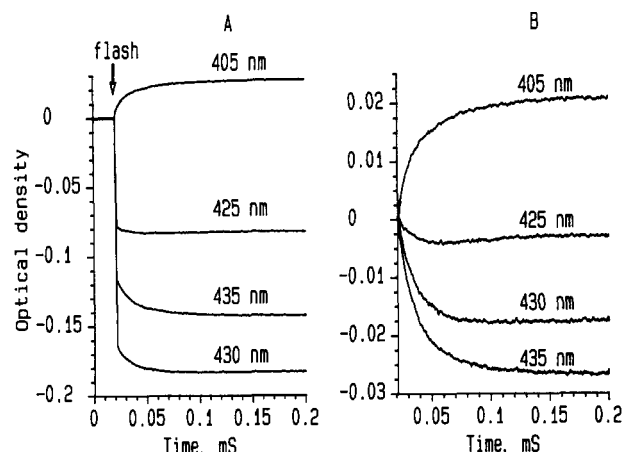 A
flash
405 nm
0
-0.05
425 nm
-0.1
435 nm
-0.15
430 nm
-0.2
0 0.05 0.1 0.15 0.2
Time, mS
Optical density
B
405 nm
0.02
0.01
425 nm
0
-0.01
430 nm
-0.02
435 nm
-0.03
0.05 0.1 0.15 0.2
Time, mS